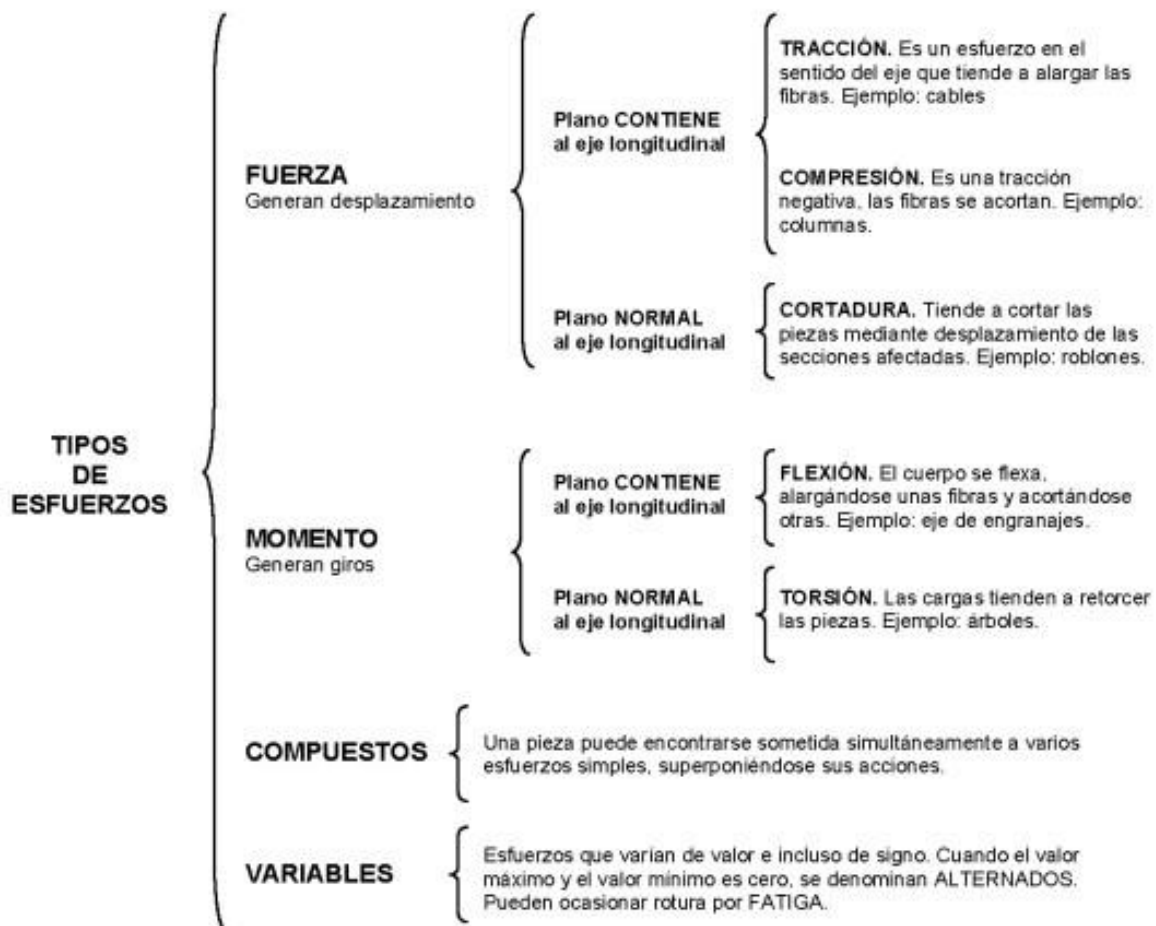 TIPOS
DE
ESFUERZOS
FUERZA
Generan desplazamiento
Plano CONTIENE
al eje longitudinal
TRACCIÓN. Es un esfuerzo en el
sentido del eje que tiende a alargar las
fibras. Ejemplo: cables
COMPRESIÓN. Es una tracción
negativa, las fibras se acortan. Ejemplo:
columnas.
Plano NORMAL
al eje longitudinal
CORTADURA. Tiende a cortar las
piezas mediante desplazamiento de las
secciones afectadas. Ejemplo: roblones.
MOMENTO
Generan giros
Plano CONTIENE
al eje longitudinal
FLEXIÓN. El cuerpo se flexa,
alargándose unas fibras y acortándose
otras. Ejemplo: eje de engranajes.
Plano NORMAL
al eje longitudinal
TORSIÓN. Las cargas tienden a retorcer
las piezas. Ejemplo: árboles.
COMPUESTOS
Una pieza puede encontrarse sometida simultáneamente a varios
esfuerzos simples, superponiéndose sus acciones.
VARIABLES
Esfuerzos que varían de valor e incluso de signo. Cuando el valor
máximo y el valor mínimo es cero, se denominan ALTERNADOS.
Pueden ocasionar rotura por FATIGA.